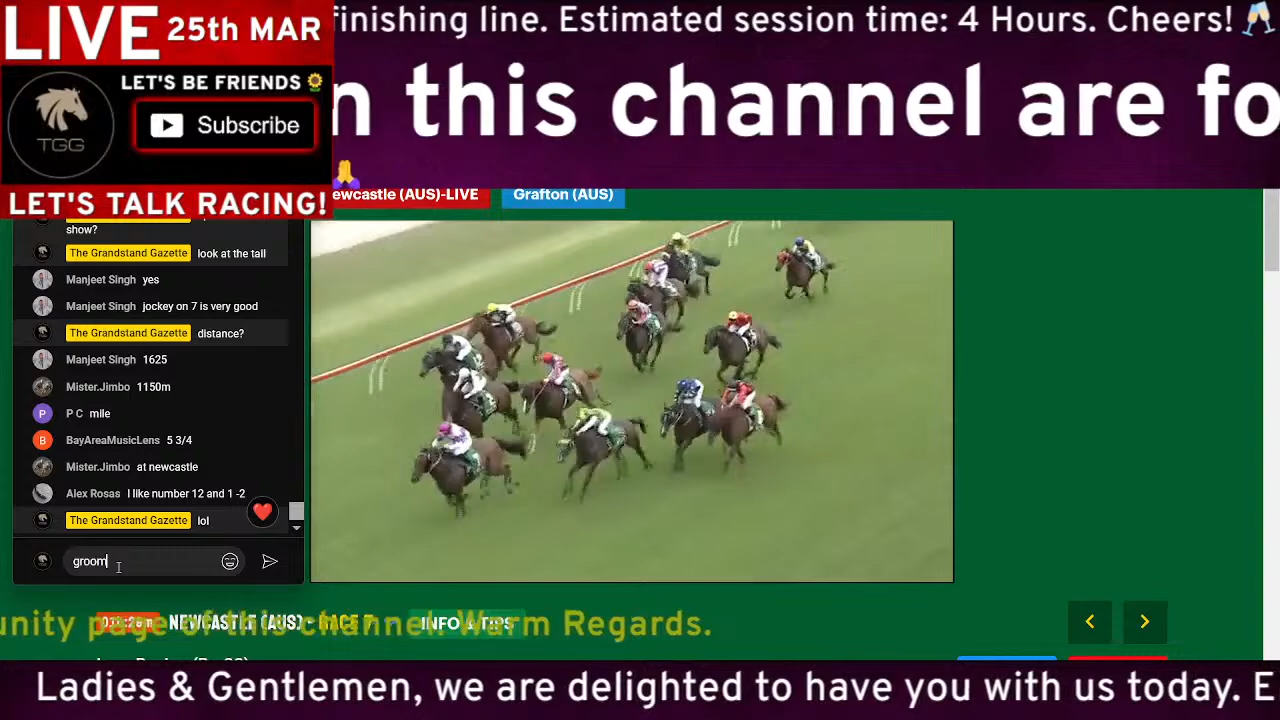 LIVE 25th MAR
finishing line. Estimated session time: 4 Hours. Cheers! 🥂
LET'S BE FRIENDS🌻
n this channel are fo
Subscribe
TGG
🙏
LET'S TALK RACING!
ewcastle (AUS)-LIVE
Grafton (AUS)
show?
The Grandstand Gazette look at the tall
Manjeet Singh yes
Manjeet Singh jockey on 7 is very good
The Grandstand Gazette distance?
Manjeet Singh 1625
Mister.Jimbo 1150m
P P C mile
B BayAreaMusicLens 5 3/4
Mister.Jimbo at newcastle
Alex Rosas I like number 12 and 1 -2
The Grandstand Gazette lol
groom
NEWCASTLE (AUS) - RACE 7
INFO & TIPS
unity page of this channel. Warm Regards.
Ladies & Gentlemen, we are delighted to have you with us today. E